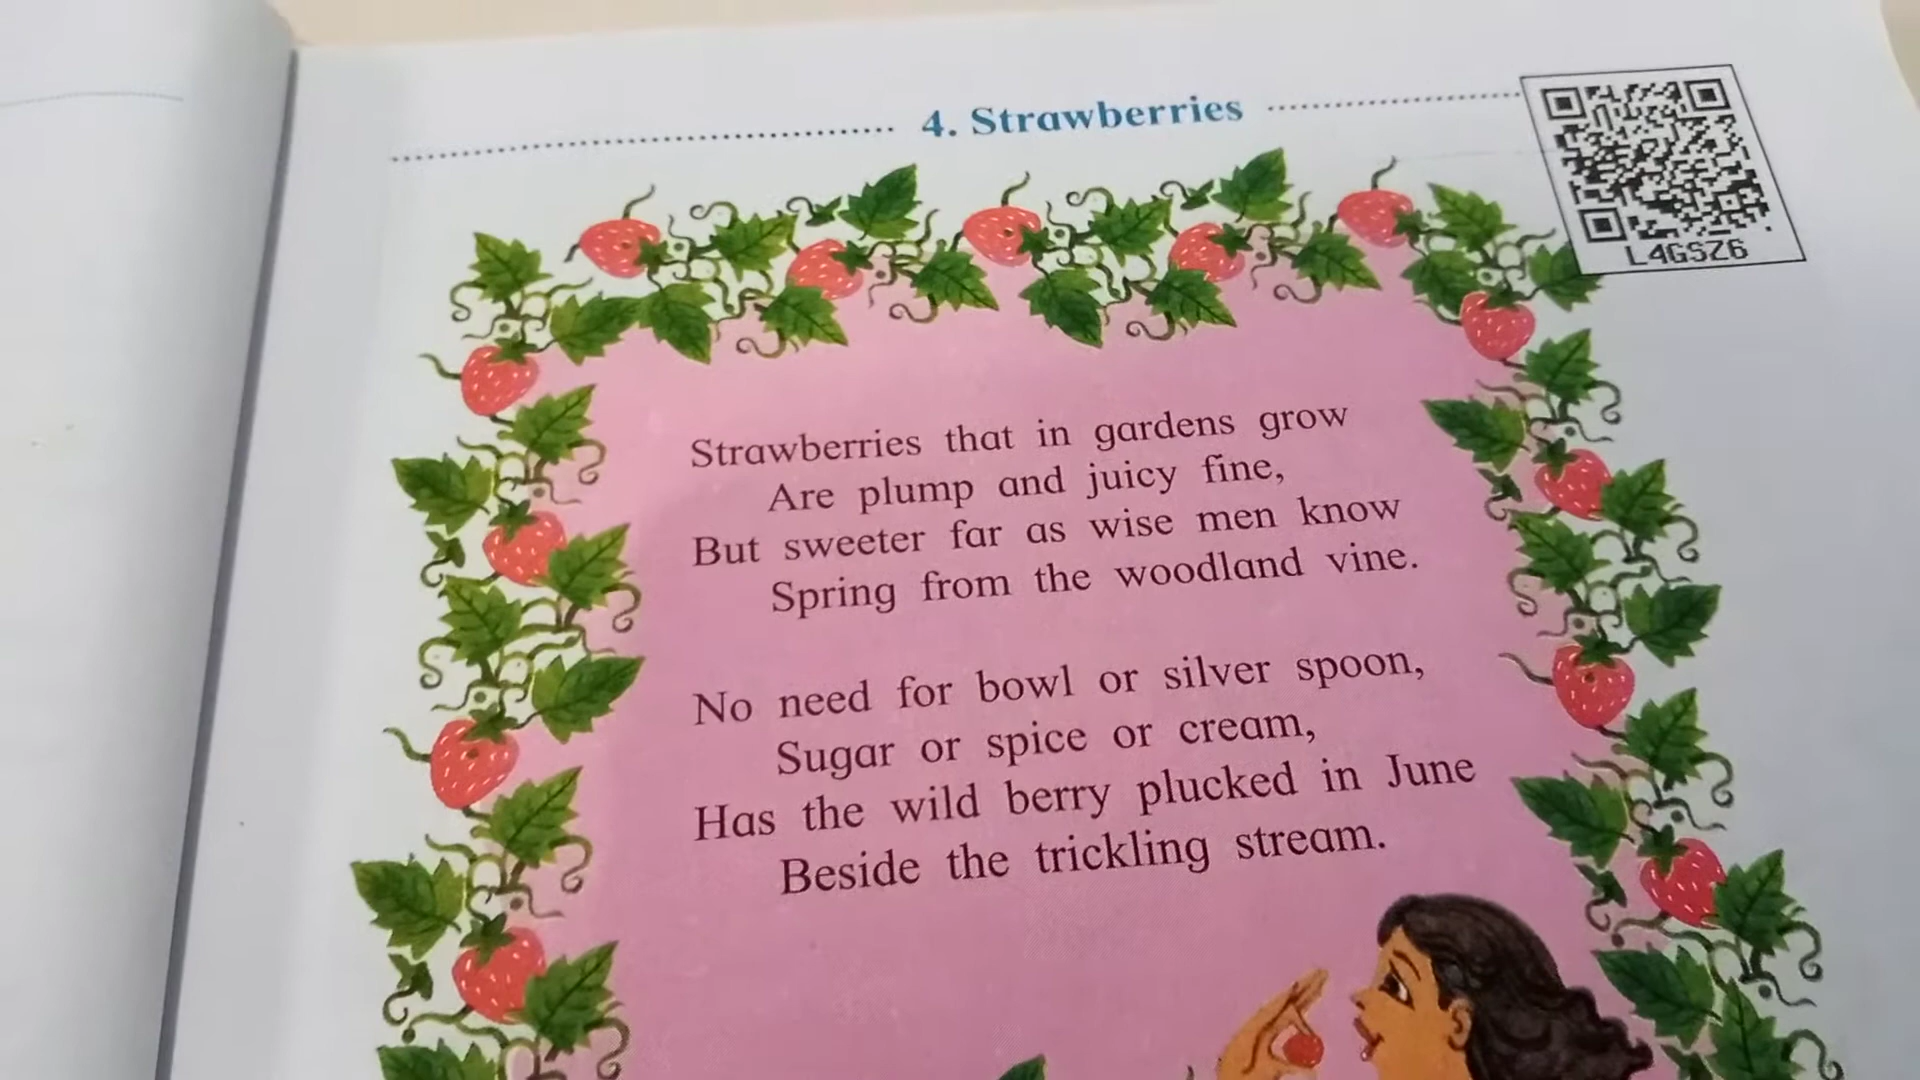 4. Strawberries
L4G5Z6
Strawberries that in gardens grow
Are plump and juicy fine,
But sweeter far as wise men know
Spring from the woodland vine.
No need for bowl or silver spoon,
Sugar or spice or cream,
Has the wild berry plucked in June
Beside the trickling stream.